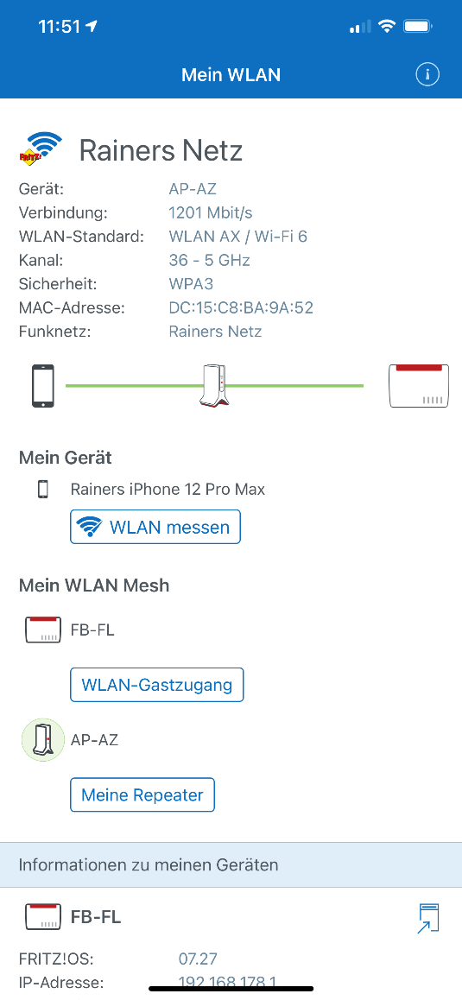 11:51
Mein WLAN
FRITZ!
Rainers Netz
Gerät: AP-AZ
Verbindung: 1201 Mbit/s
WLAN-Standard: WLAN AX / Wi-Fi 6
Kanal: 36 - 5 GHz
Sicherheit: WPA3
MAC-Adresse: DC:15:C8:BA:9A:52
Funknetz: Rainers Netz
Mein Gerät
Rainers iPhone 12 Pro Max
WLAN messen
Mein WLAN Mesh
FB-FL
WLAN-Gastzugang
AP-AZ
Meine Repeater
Informationen zu meinen Geräten
FB-FL
FRITZ!OS: 07.27
IP-Adresse: 192.168.178.1